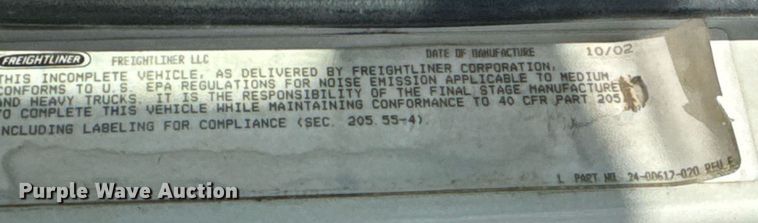 FREIGHTLINER FREIGHTLINER LLC DATE OF MANUFACTURE 10/02
THIS INCOMPLETE VEHICLE, AS DELIVERED BY FREIGHTLINER CORPORATION,
CONFORMS TO U.S. EPA REGULATIONS FOR NOISE EMISSION APPLICABLE TO MEDIUM
AND HEAVY TRUCKS. IT IS THE RESPONSIBILITY OF THE FINAL STAGE MANUFACTURE
TO COMPLETE THIS VEHICLE WHILE MAINTAINING CONFORMANCE TO 40 CFR PART 205
INCLUDING LABELING FOR COMPLIANCE (SEC. 205.55-4).
PART NO. 24-00617-020 REV F
Purple Wave Auction